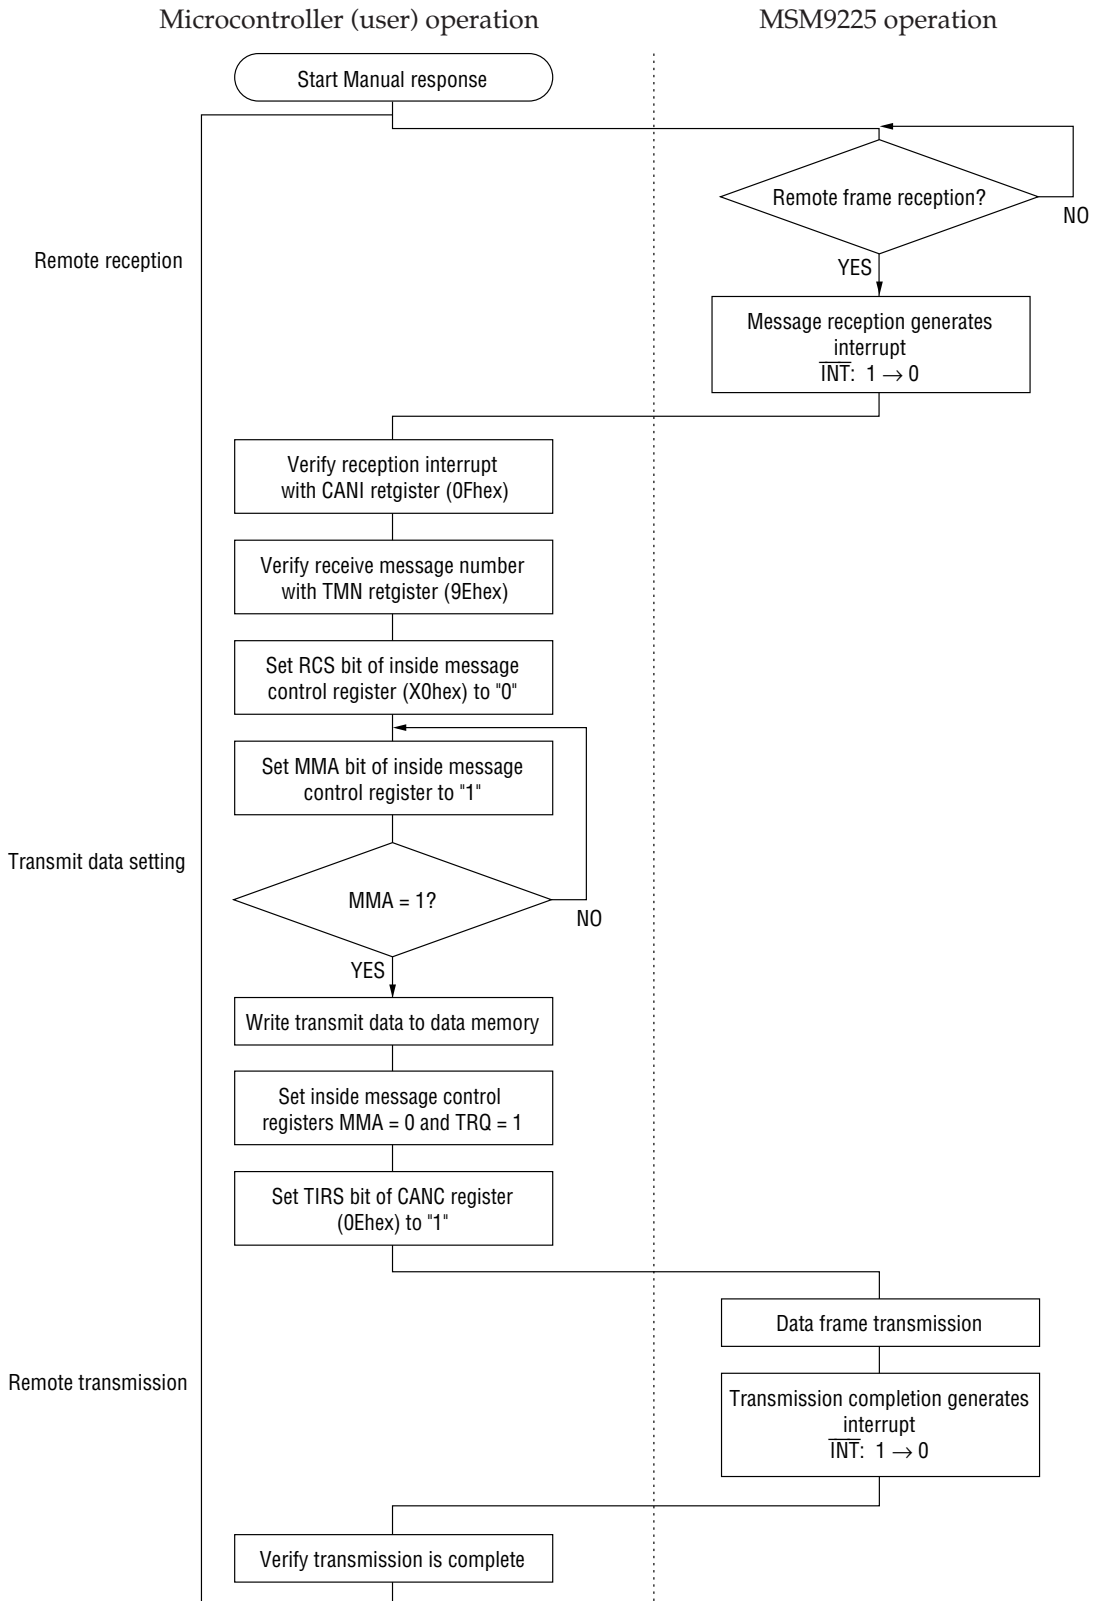 Microcontroller (user) operation
MSM9225 operation
Start Manual response
Remote frame reception?
NO
Remote reception
YES
Message reception generates
interrupt
I̅N̅T̅: 1 → 0
Verify reception interrupt
with CANI retgister (0Fhex)
Verify receive message number
with TMN retgister (9Ehex)
Set RCS bit of inside message
control register (X0hex) to "0"
Set MMA bit of inside message
control register to "1"
Transmit data setting
MMA = 1?
NO
YES
Write transmit data to data memory
Set inside message control
registers MMA = 0 and TRQ = 1
Set TIRS bit of CANC register
(0Ehex) to "1"
Data frame transmission
Remote transmission
Transmission completion generates
interrupt
I̅N̅T̅: 1 → 0
Verify transmission is complete